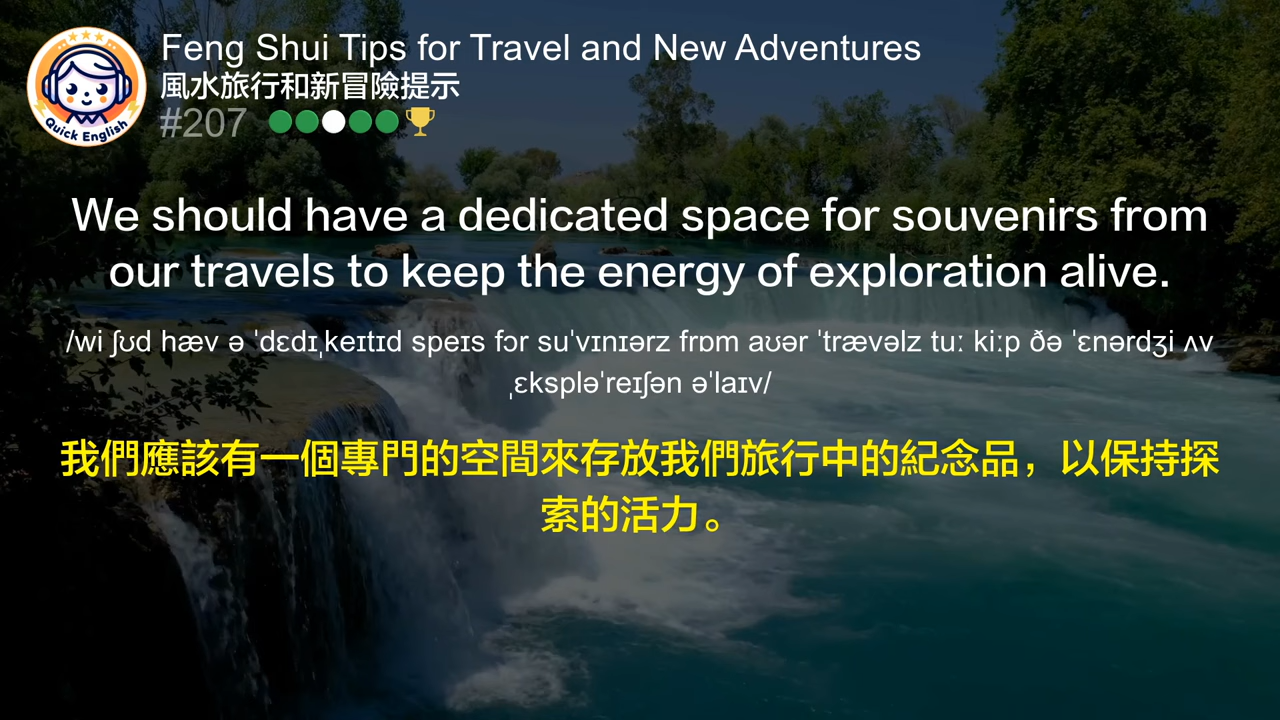 Feng Shui Tips for Travel and New Adventures
風水旅行和新冒險提示
#207
Quick English
We should have a dedicated space for souvenirs from
our travels to keep the energy of exploration alive.
/wi ʃʊd hæv ə ˈdɛdɪˌkeɪtɪd speɪs fɔr suˈvɪnɪərz frɒm aʊər ˈtrævəlz tuː kiːp ðə ˈɛnərdʒi ʌv
ˌɛkspləˈreɪʃən əˈlaɪv/
我們應該有一個專門的空間來存放我們旅行中的紀念品，以保持探
索的活力。